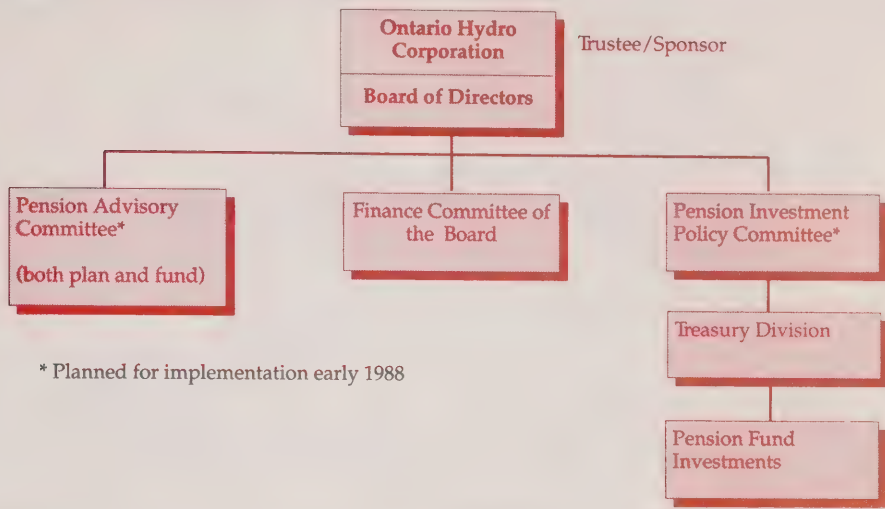 Ontario Hydro
Corporation
Board of Directors
Trustee/Sponsor
Pension Advisory
Committee*
(both plan and fund)
Finance Committee of
the Board
Pension Investment
Policy Committee*
Treasury Division
Pension Fund
Investments
* Planned for implementation early 1988